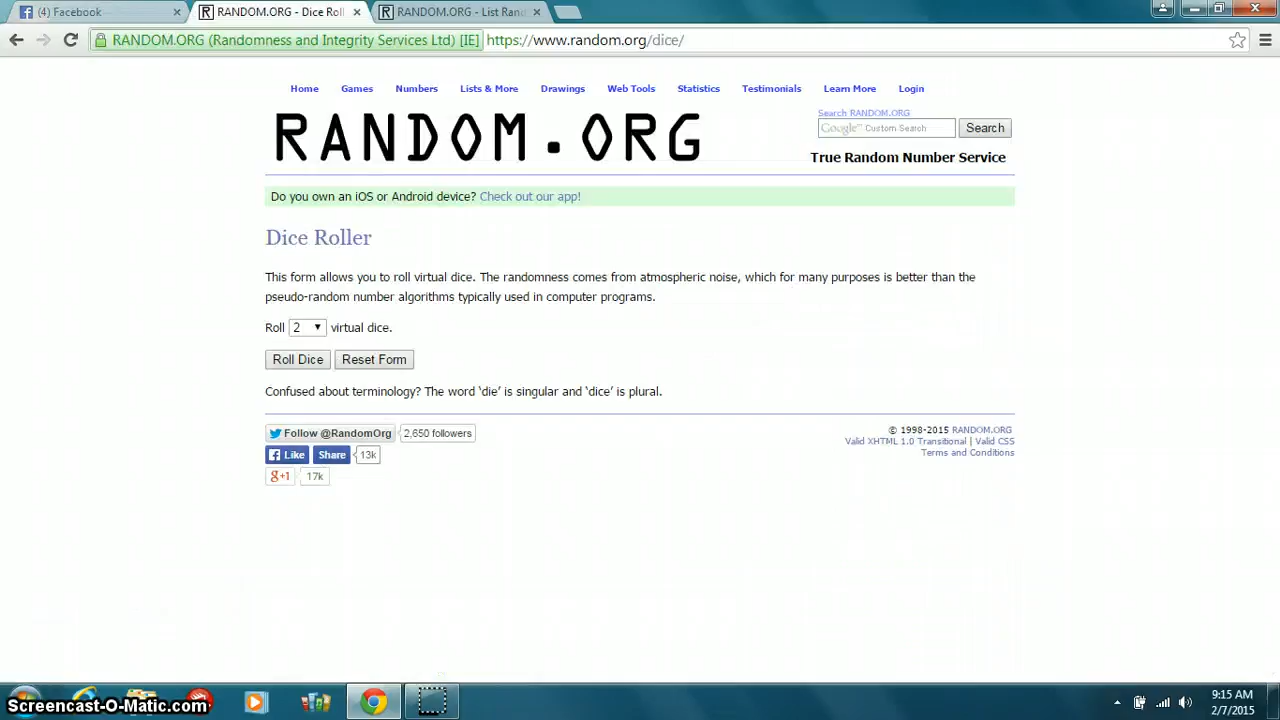 (4) Facebook
RANDOM.ORG - Dice Roll
RANDOM.ORG - List Rand
RANDOM.ORG (Randomness and Integrity Services Ltd) [IE] https://www.random.org/dice/
Home Games Numbers Lists & More Drawings Web Tools Statistics Testimonials Learn More Login
RANDOM.ORG
Search RANDOM.ORG
Google™ Custom Search Search
True Random Number Service
Do you own an iOS or Android device? Check out our app!
Dice Roller
This form allows you to roll virtual dice. The randomness comes from atmospheric noise, which for many purposes is better than the
pseudo-random number algorithms typically used in computer programs.
Roll 2 virtual dice.
Roll Dice Reset Form
Confused about terminology? The word ‘die’ is singular and ‘dice’ is plural.
Follow @RandomOrg 2,650 followers
Like Share 13k
g+1 17k
© 1998-2015 RANDOM.ORG
Valid XHTML 1.0 Transitional | Valid CSS
Terms and Conditions
Screencast-O-Matic.com
9:15 AM
2/7/2015